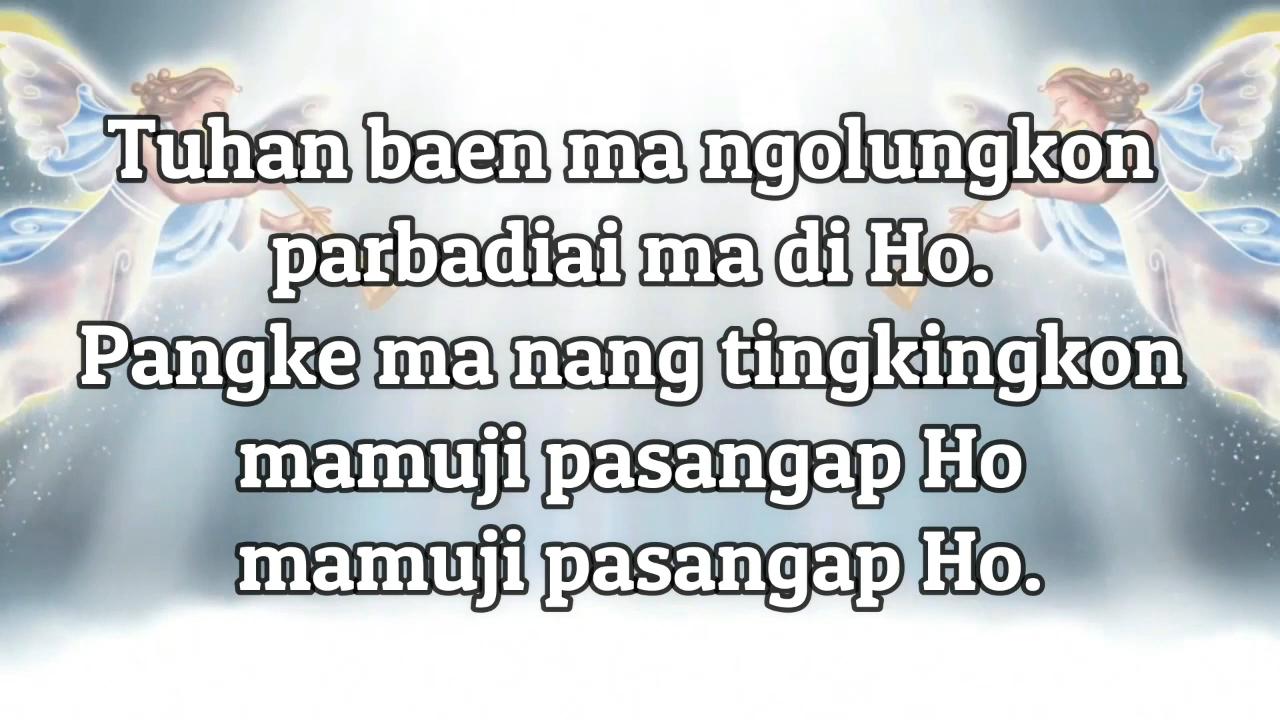 Tuhan baen ma ngolungkon
parbadiai ma di Ho.
Pangke ma nang tingkingkon
mamuji pasangap Ho
mamuji pasangap Ho.